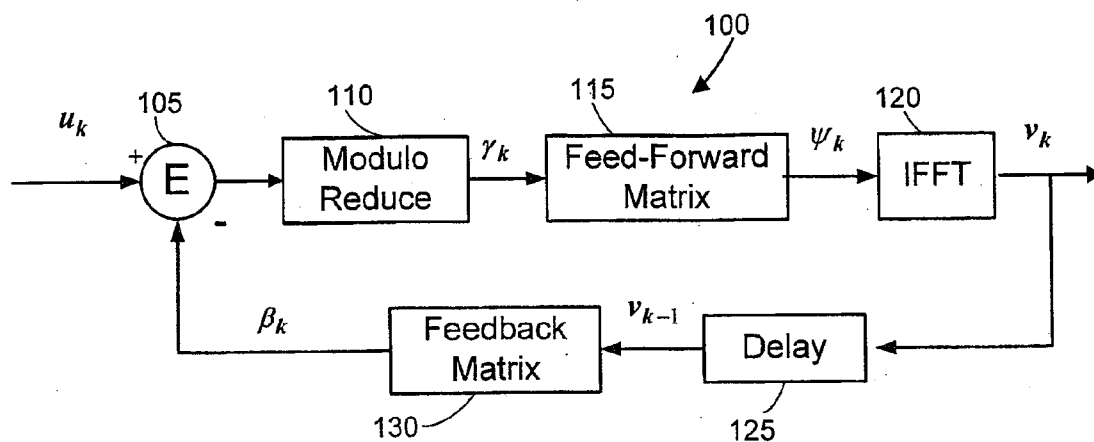 100
105
110
115
120
u_k
+
E
-
Modulo
Reduce
γ_k
Feed-Forward
Matrix
ψ_k
IFFT
v_k
β_k
Feedback
Matrix
v_{k-1}
Delay
130
125